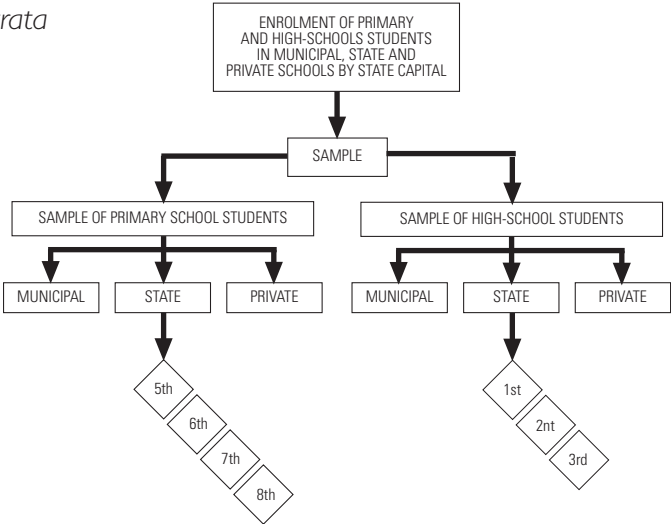 rata
ENROLMENT OF PRIMARY
AND HIGH-SCHOOLS STUDENTS
IN MUNICIPAL, STATE AND
PRIVATE SCHOOLS BY STATE CAPITAL
SAMPLE
SAMPLE OF PRIMARY SCHOOL STUDENTS
SAMPLE OF HIGH-SCHOOL STUDENTS
MUNICIPAL
STATE
PRIVATE
MUNICIPAL
STATE
PRIVATE
5th
6th
7th
8th
1st
2nt
3rd